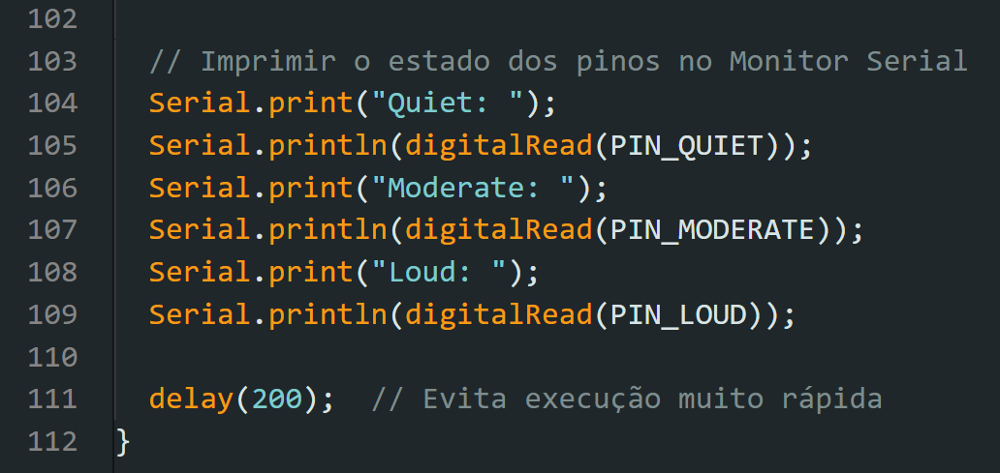 102
103 // Imprimir o estado dos pinos no Monitor Serial
104 Serial.print("Quiet: ");
105 Serial.println(digitalRead(PIN_QUIET));
106 Serial.print("Moderate: ");
107 Serial.println(digitalRead(PIN_MODERATE));
108 Serial.print("Loud: ");
109 Serial.println(digitalRead(PIN_LOUD));
110
111 delay(200);  // Evita execução muito rápida
112 }